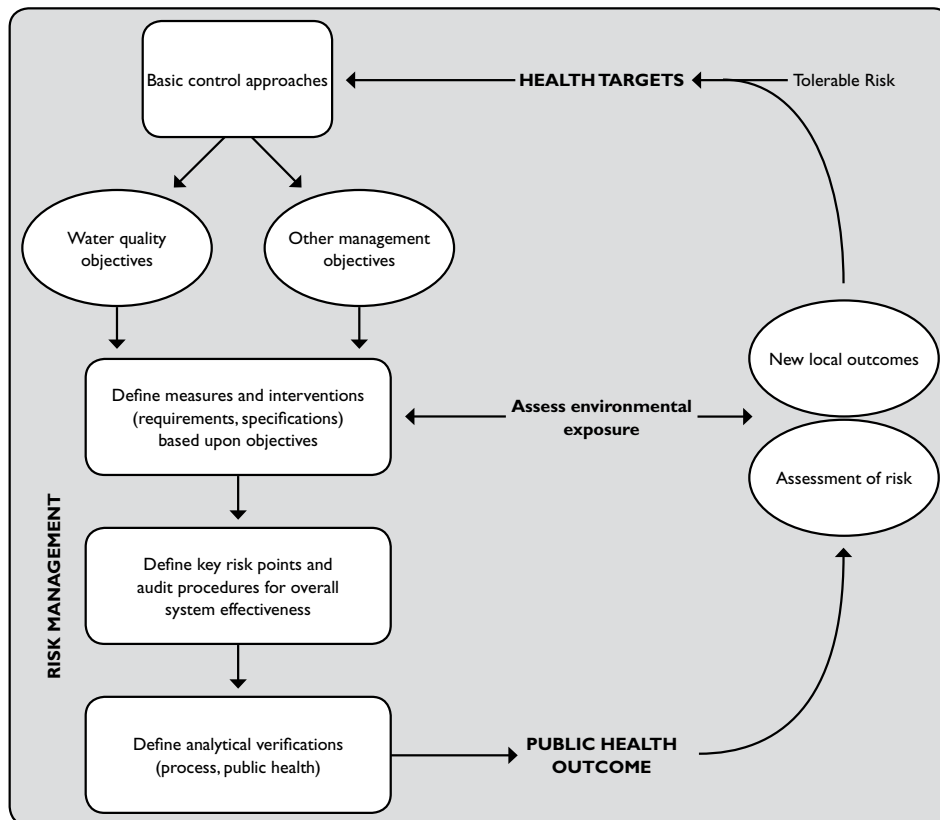 Basic control approaches
HEALTH TARGETS
Tolerable Risk
Water quality
objectives
Other management
objectives
New local outcomes
Define measures and interventions
(requirements, specifications)
based upon objectives
Assess environmental
exposure
Assessment of risk
RISK MANAGEMENT
Define key risk points and
audit procedures for overall
system effectiveness
Define analytical verifications
(process, public health)
PUBLIC HEALTH
OUTCOME